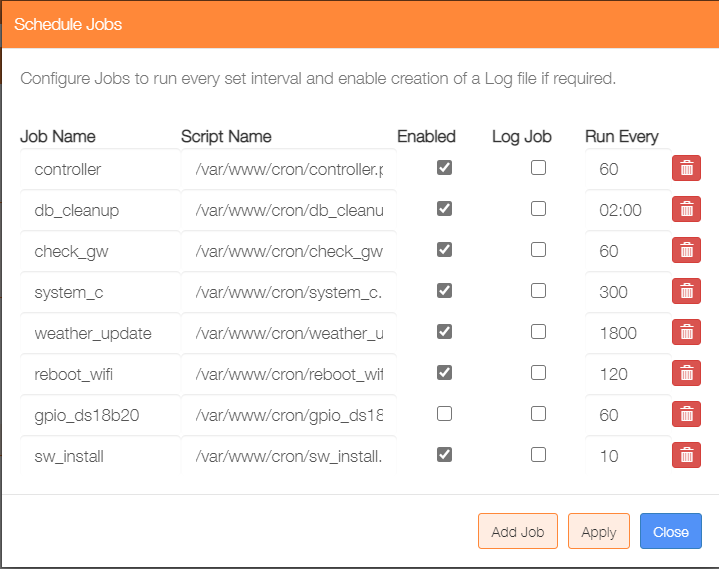 Schedule Jobs
Configure Jobs to run every set interval and enable creation of a Log file if required.
Job Name Script Name Enabled Log Job Run Every
controller /var/www/cron/controller.p 60
db_cleanup /var/www/cron/db_cleanu 02:00
check_gw /var/www/cron/check_gw 60
system_c /var/www/cron/system_c. 300
weather_update /var/www/cron/weather_u 1800
reboot_wifi /var/www/cron/reboot_wif 120
gpio_ds18b20 /var/www/cron/gpio_ds18 60
sw_install /var/www/cron/sw_install. 10
Add Job Apply Close